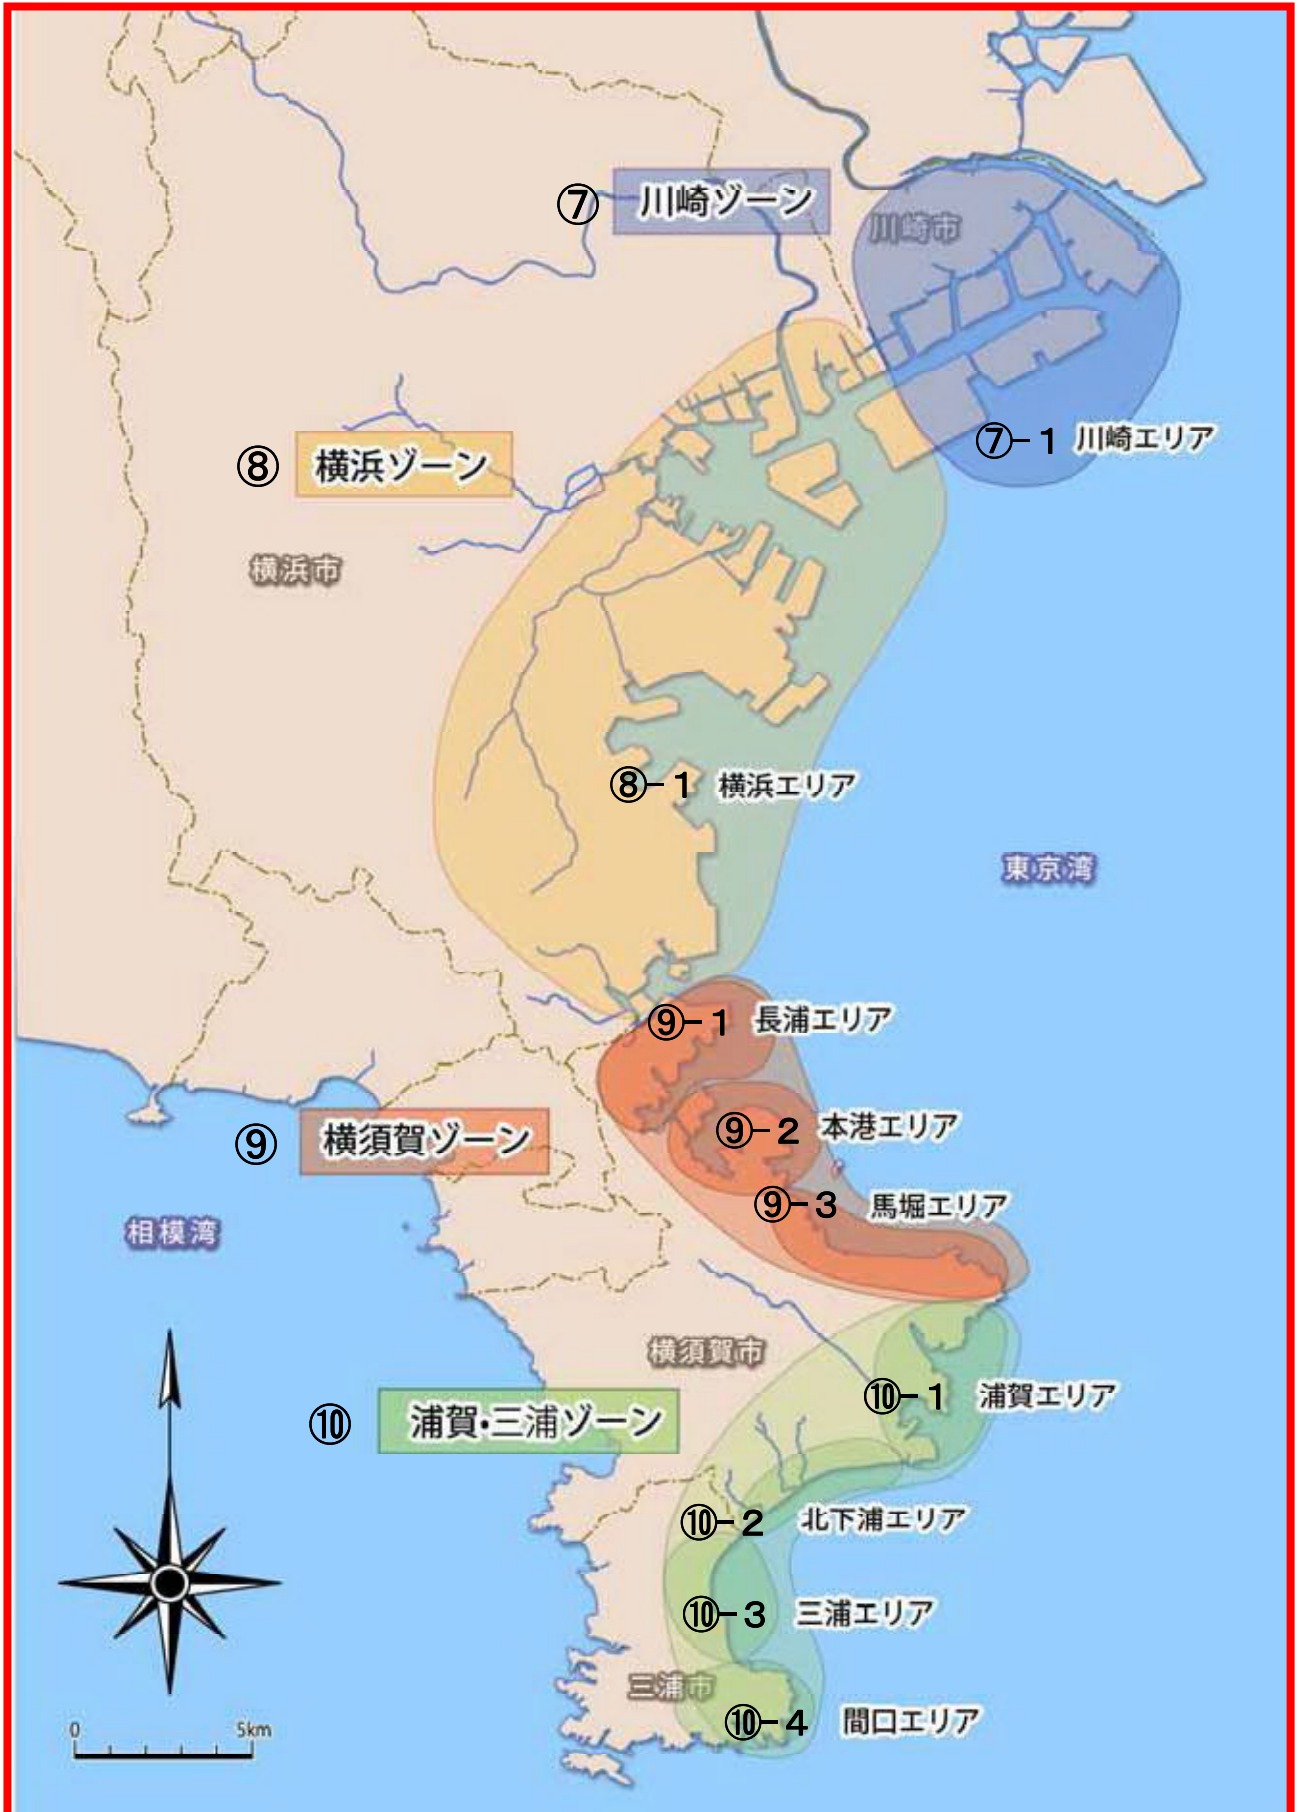 ⑦ 川崎ゾーン
川崎市
⑦-1 川崎エリア
⑧ 横浜ゾーン
横浜市
⑧-1 横浜エリア
東京湾
⑨-1 長浦エリア
⑨ 横須賀ゾーン
⑨-2 本港エリア
⑨-3 馬堀エリア
相模湾
横須賀市
⑩-1 浦賀エリア
⑩ 浦賀・三浦ゾーン
⑩-2 北下浦エリア
⑩-3 三浦エリア
三浦市
⑩-4 間口エリア
0 5km